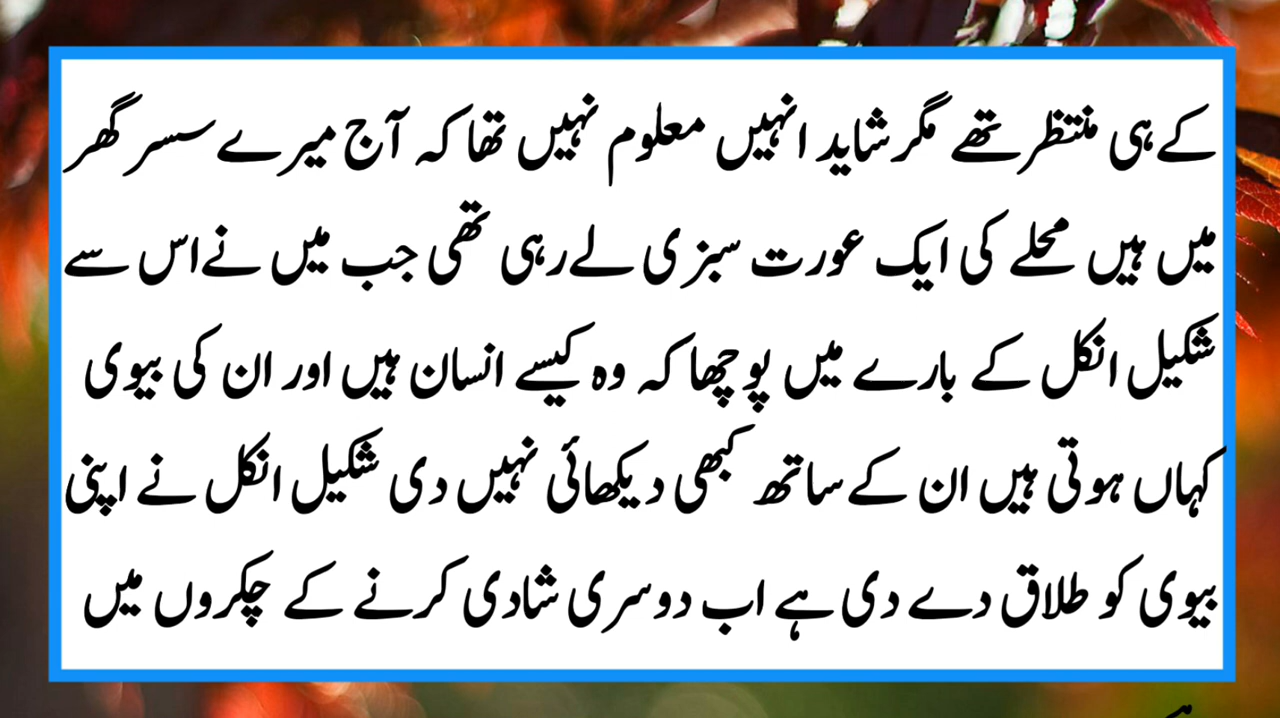 کے ہی منتظر تھے مگر شاید انہیں معلوم نہیں تھا کہ آج میرے سسر گھر
میں ہیں محلے کی ایک عورت سبزی لے رہی تھی جب میں نے اس سے
شکیل انکل کے بارے میں پوچھا کہ وہ کیسے انسان ہیں اور ان کی بیوی
کہاں ہوتی ہیں ان کے ساتھ کبھی دیکھائی نہیں دی شکیل انکل نے اپنی
بیوی کو طلاق دے دی ہے اب دوسری شادی کرنے کے چکروں میں